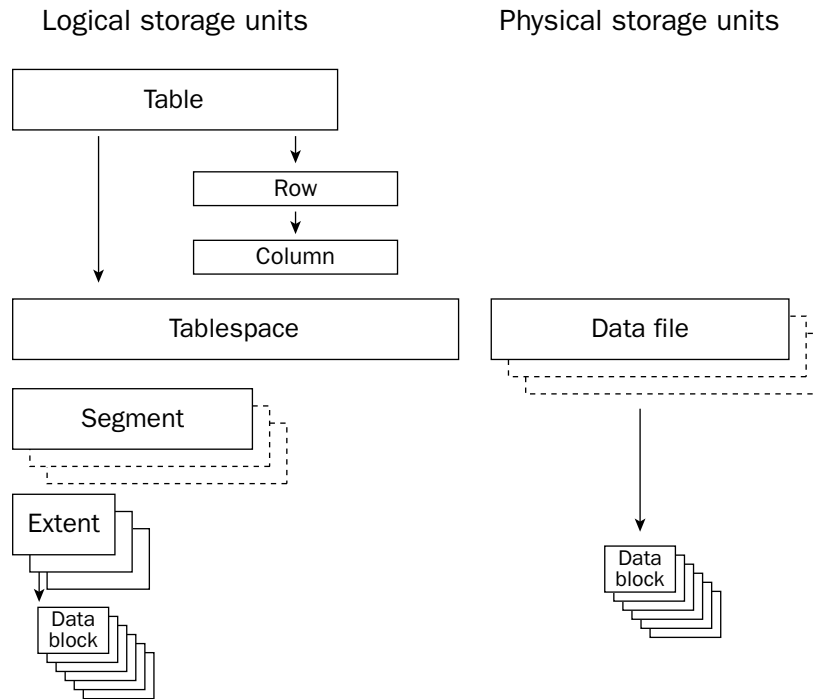 Logical storage units
Physical storage units
Table
Row
Column
Tablespace
Data file
Segment
Extent
Data
block
Data
block